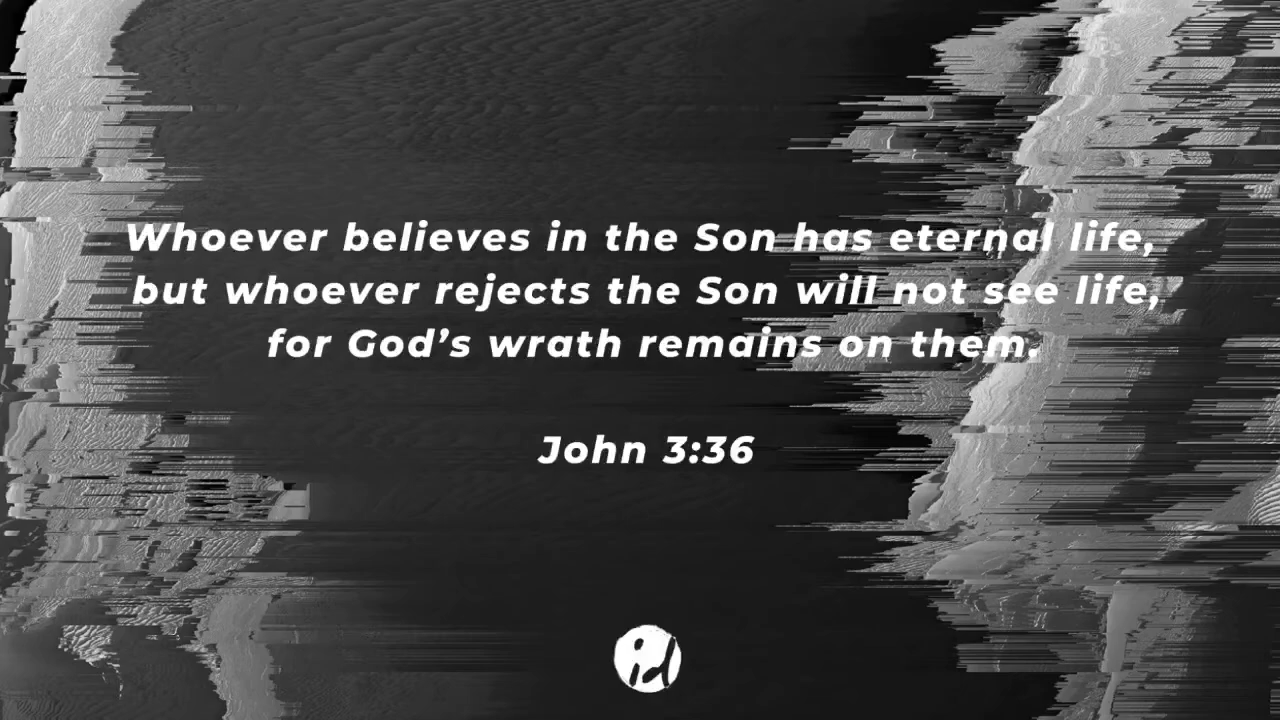 Whoever believes in the Son has eternal life,
but whoever rejects the Son will not see life,
for God’s wrath remains on them.
John 3:36
id